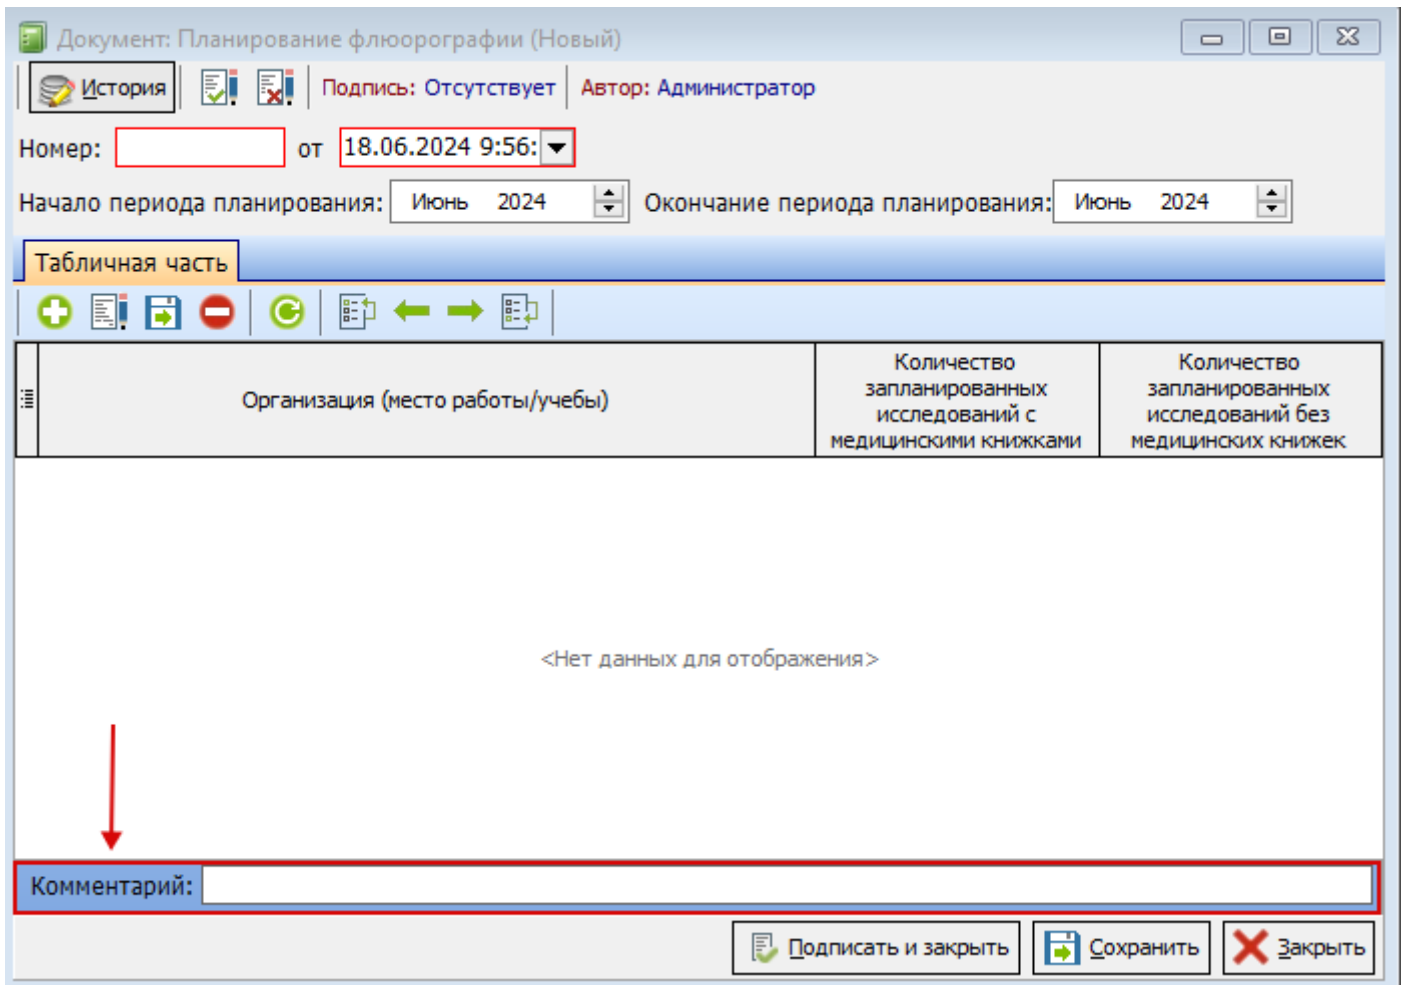 Документ: Планирование флюорографии (Новый)
История Подпись: Отсутствует Автор: Администратор
Номер: от 18.06.2024 9:56:
Начало периода планирования: Июнь 2024 Окончание периода планирования: Июнь 2024
Табличная часть
Организация (место работы/учебы)
Количество
запланированных
исследований с
медицинскими книжками
Количество
запланированных
исследований без
медицинских книжек
<Нет данных для отображения>
Комментарий:
Подписать и закрыть Сохранить Закрыть